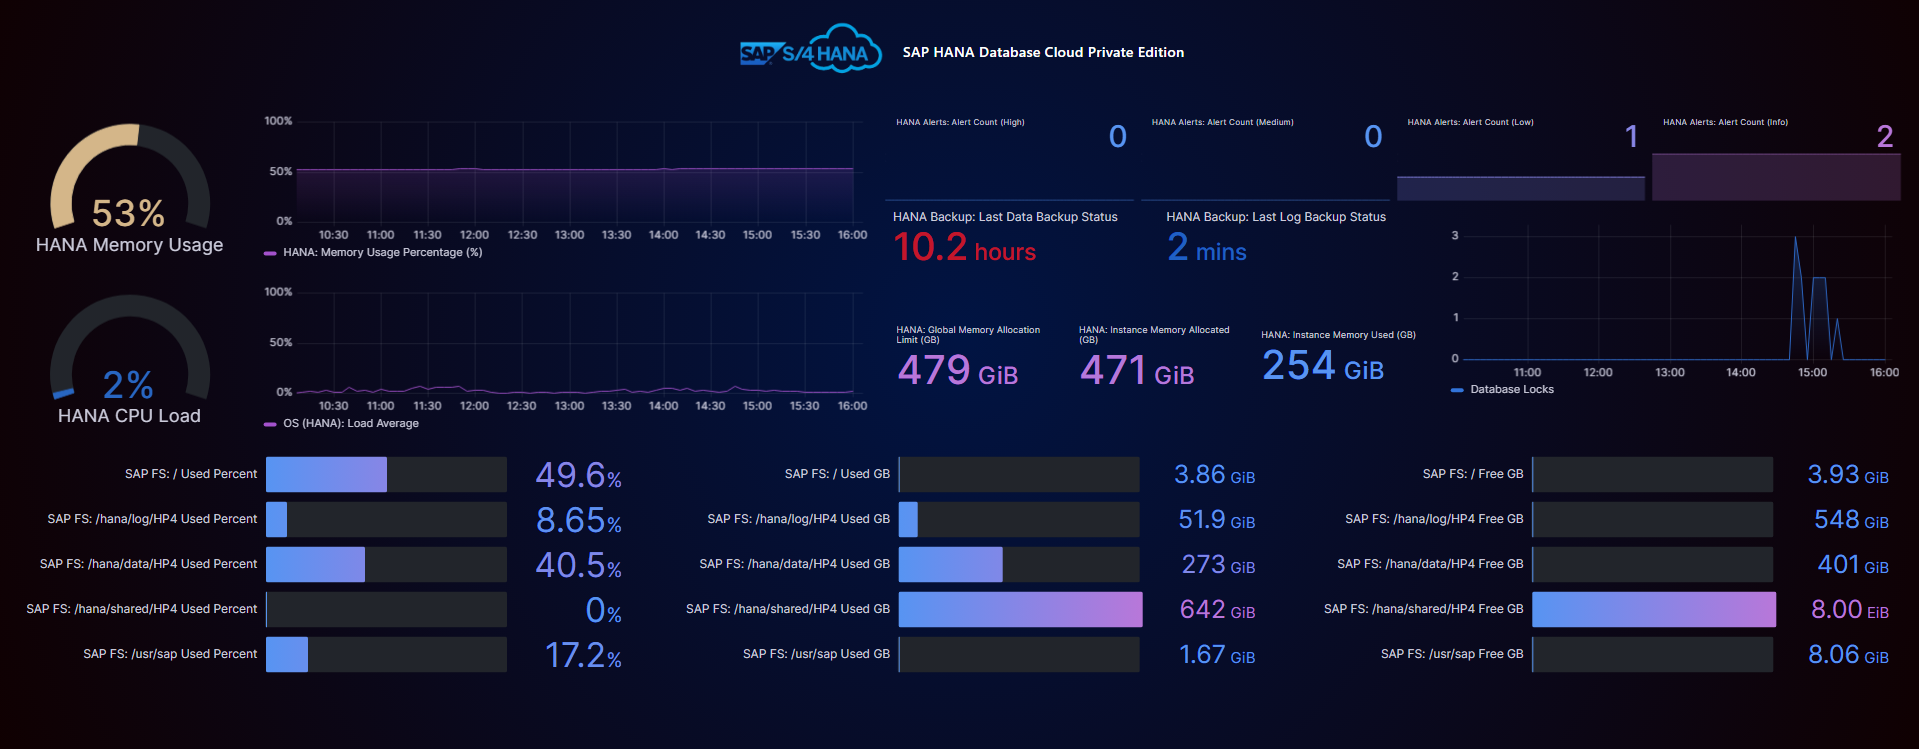 SAP S/4 HANA
SAP HANA Database Cloud Private Edition
53%
HANA Memory Usage
100%
50%
0%
10:30 11:00 11:30 12:00 12:30 13:00 13:30 14:00 14:30 15:00 15:30 16:00
HANA: Memory Usage Percentage (%)
HANA Alerts: Alert Count (High)
0
HANA Alerts: Alert Count (Medium)
0
HANA Alerts: Alert Count (Low)
1
HANA Alerts: Alert Count (Info)
2
HANA Backup: Last Data Backup Status
10.2 hours
HANA Backup: Last Log Backup Status
2 mins
2%
HANA CPU Load
100%
50%
0%
10:30 11:00 11:30 12:00 12:30 13:00 13:30 14:00 14:30 15:00 15:30 16:00
OS (HANA): Load Average
HANA: Global Memory Allocation
Limit (GB)
479 GiB
HANA: Instance Memory Allocated
(GB)
471 GiB
HANA: Instance Memory Used (GB)
254 GiB
3
2
1
0
11:00 12:00 13:00 14:00 15:00 16:00
Database Locks
SAP FS: / Used Percent 49.6%
SAP FS: /hana/log/HP4 Used Percent 8.65%
SAP FS: /hana/data/HP4 Used Percent 40.5%
SAP FS: /hana/shared/HP4 Used Percent 0%
SAP FS: /usr/sap Used Percent 17.2%
SAP FS: / Used GB 3.86 GiB
SAP FS: /hana/log/HP4 Used GB 51.9 GiB
SAP FS: /hana/data/HP4 Used GB 273 GiB
SAP FS: /hana/shared/HP4 Used GB 642 GiB
SAP FS: /usr/sap Used GB 1.67 GiB
SAP FS: / Free GB 3.93 GiB
SAP FS: /hana/log/HP4 Free GB 548 GiB
SAP FS: /hana/data/HP4 Free GB 401 GiB
SAP FS: /hana/shared/HP4 Free GB 8.00 EiB
SAP FS: /usr/sap Free GB 8.06 GiB